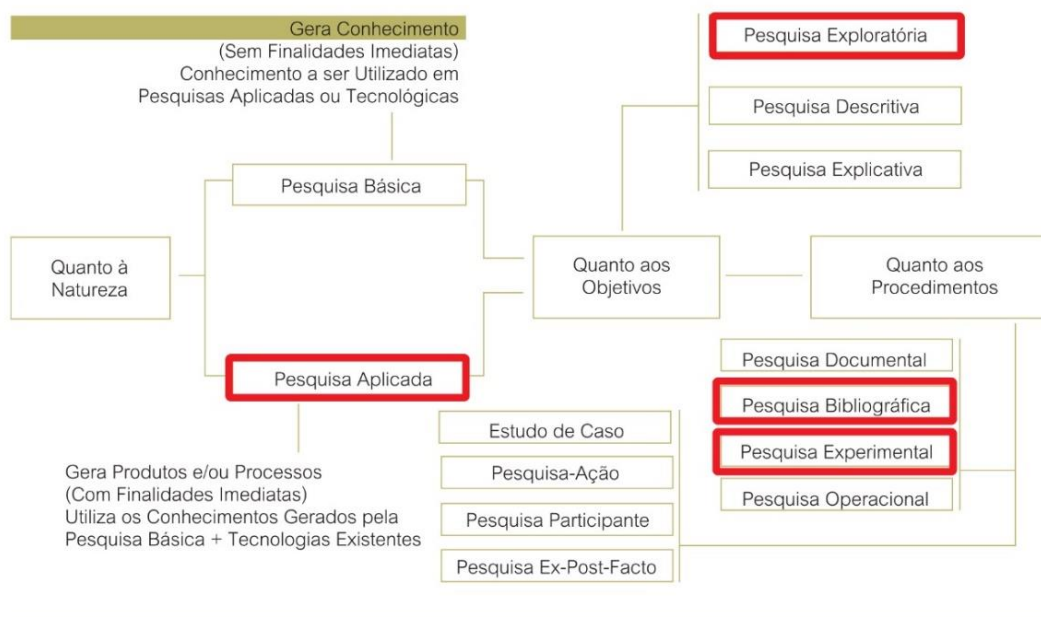 Gera Conhecimento
(Sem Finalidades Imediatas)
Conhecimento a ser Utilizado em
Pesquisas Aplicadas ou Tecnológicas
Pesquisa Exploratória
Pesquisa Descritiva
Pesquisa Explicativa
Pesquisa Básica
Quanto à
Natureza
Quanto aos
Objetivos
Quanto aos
Procedimentos
Pesquisa Aplicada
Pesquisa Documental
Pesquisa Bibliográfica
Pesquisa Experimental
Pesquisa Operacional
Estudo de Caso
Pesquisa-Ação
Pesquisa Participante
Pesquisa Ex-Post-Facto
Gera Produtos e/ou Processos
(Com Finalidades Imediatas)
Utiliza os Conhecimentos Gerados pela
Pesquisa Básica + Tecnologias Existentes